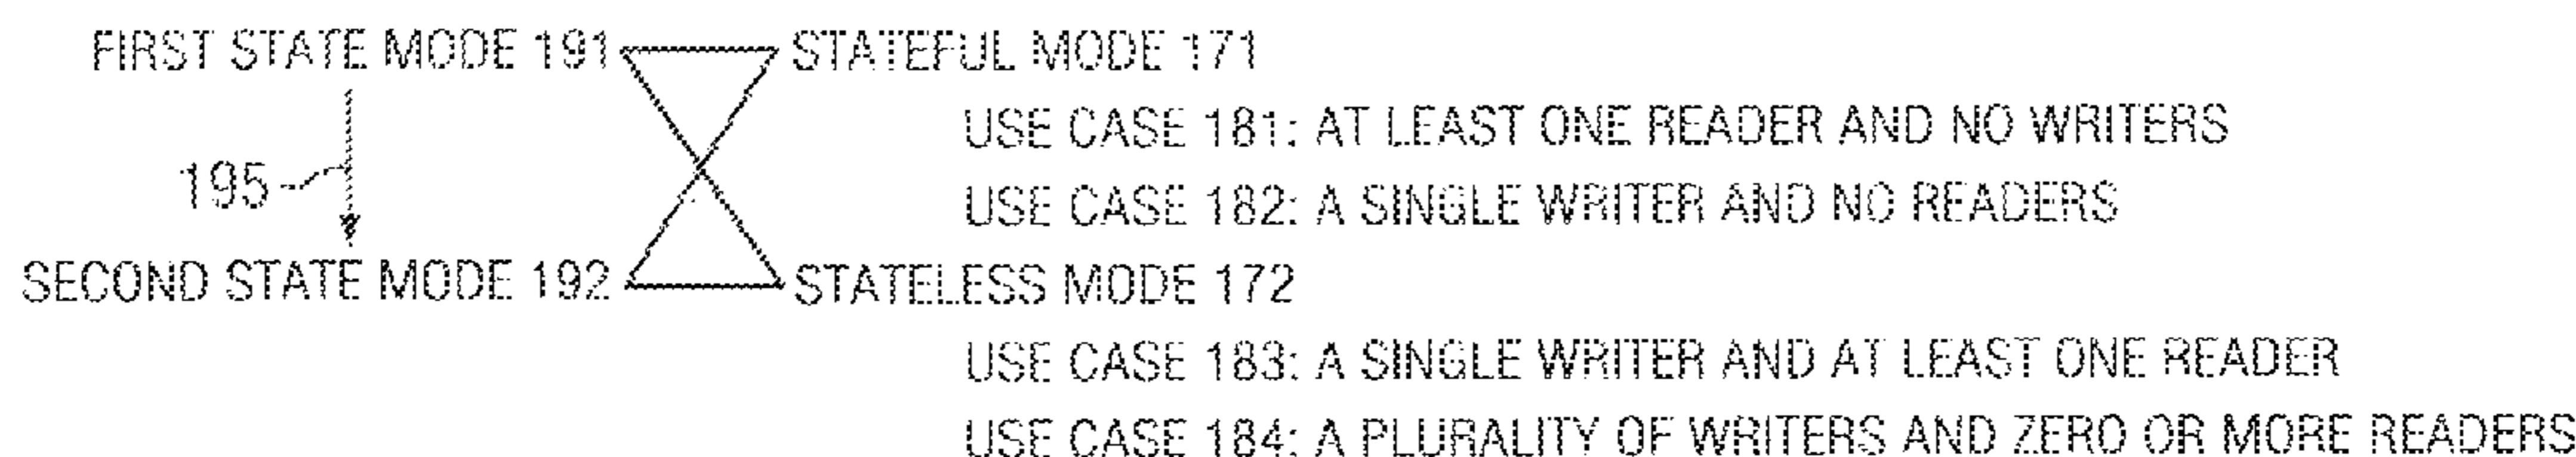 FIRST STATE MODE 191 STATEFUL MODE 171
USE CASE 181: AT LEAST ONE READER AND NO WRITERS
195
USE CASE 182: A SINGLE WRITER AND NO READERS
SECOND STATE MODE 192 STATELESS MODE 172
USE CASE 183: A SINGLE WRITER AND AT LEAST ONE READER
USE CASE 184: A PLURALITY OF WRITERS AND ZERO OR MORE READERS